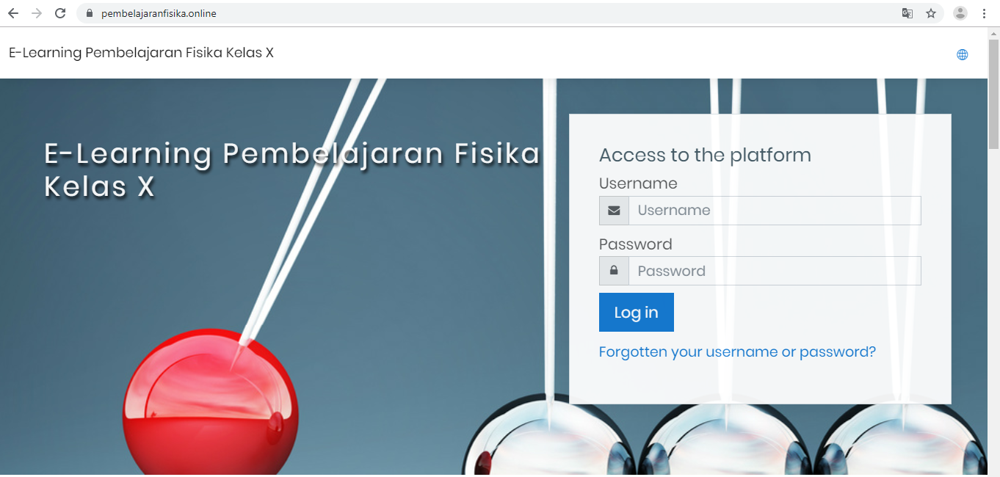 pembelajaranfisika.online
E-Learning Pembelajaran Fisika Kelas X
E-Learning Pembelajaran Fisika
Kelas X
Access to the platform
Username
Username
Password
Password
Log in
Forgotten your username or password?